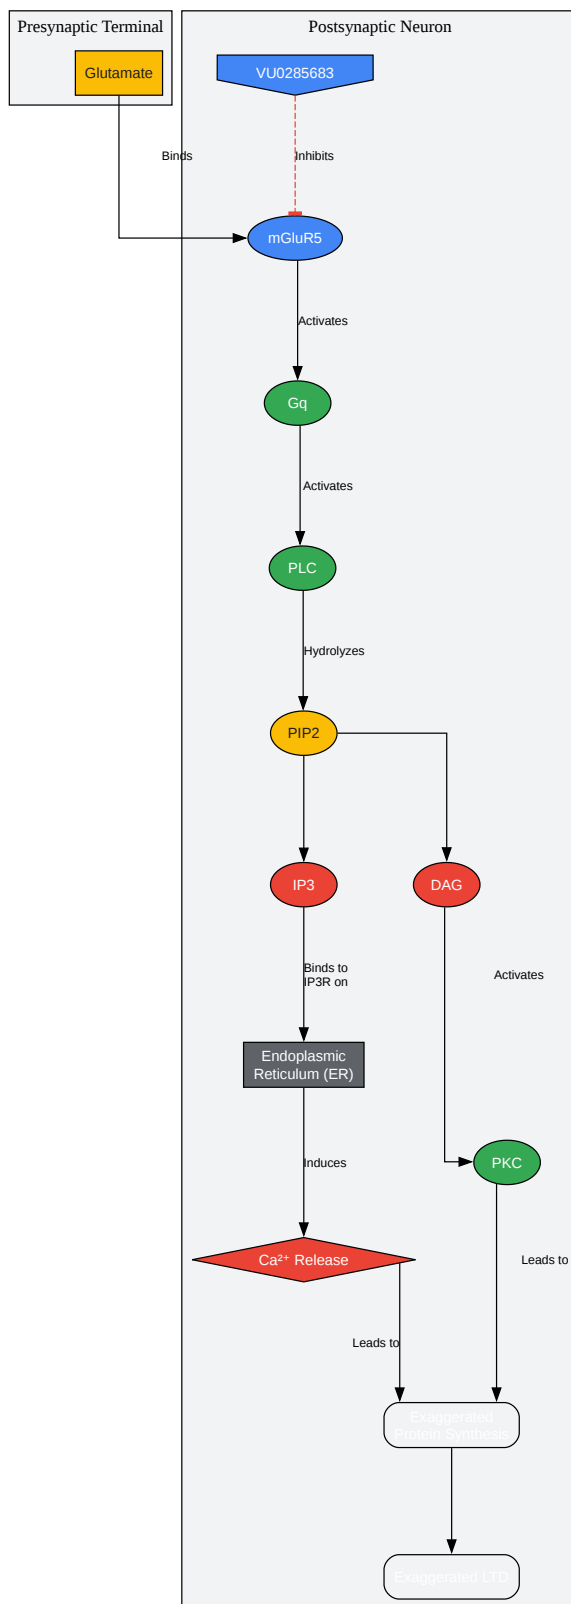 Presynaptic Terminal
Postsynaptic Neuron
Glutamate
VU0285683
Binds
Inhibits
mGluR5
Activates
Gq
Activates
PLC
Hydrolyzes
PIP2
IP3
DAG
Binds to
IP3R on
Activates
Endoplasmic
Reticulum (ER)
Induces
PKC
Ca²⁺ Release
Leads to
Leads to
Exaggerated
Protein Synthesis
Exaggerated LTD